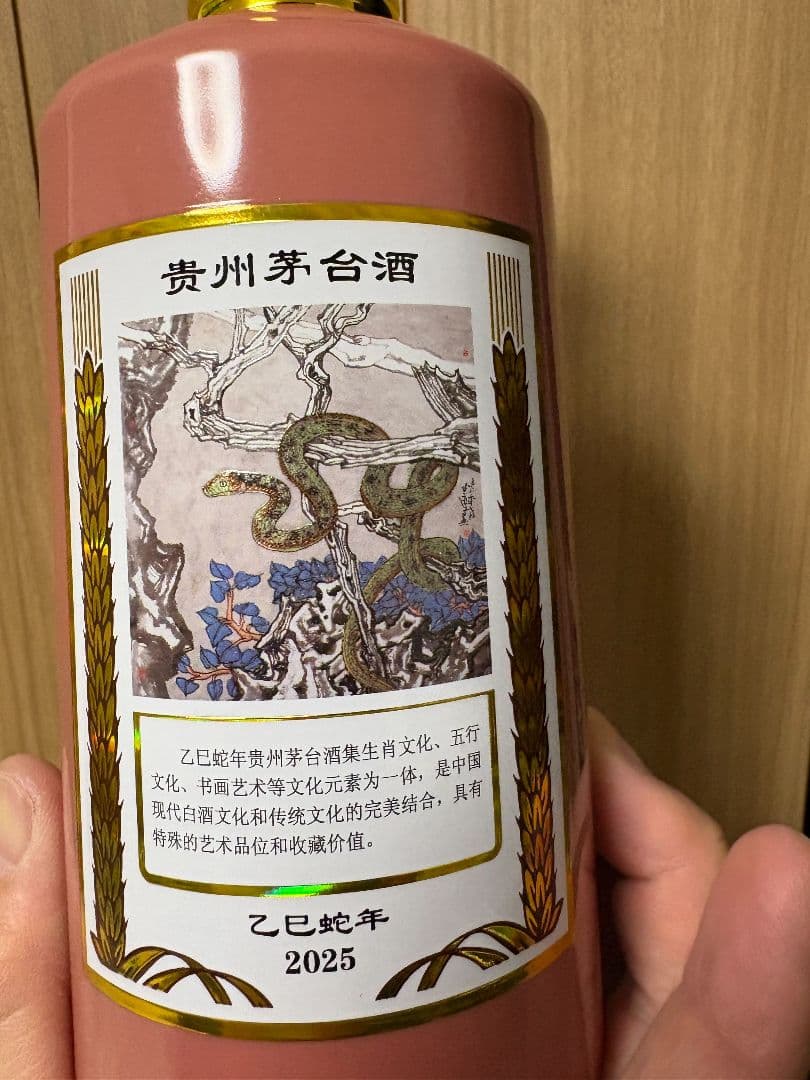 贵州茅台酒
乙巳蛇年贵州茅台酒集生肖文化、五行
文化、书画艺术等文化元素为一体，是中国
现代白酒文化和传统文化的完美结合，具有
特殊的艺术品位和收藏价值。
乙巳蛇年
2025